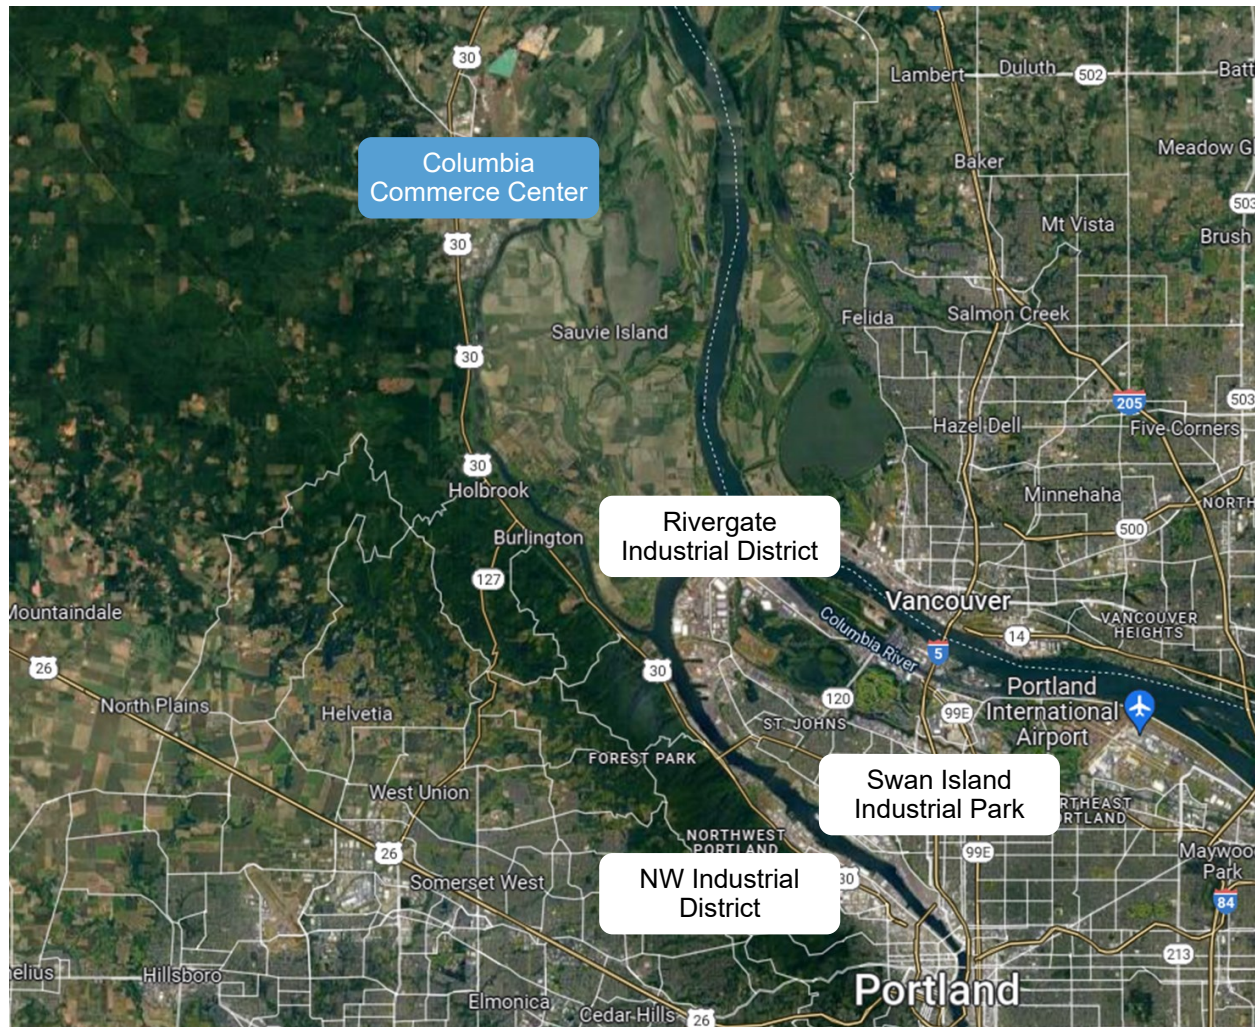 30
Lambert
Duluth
502
Batt
Columbia
Commerce Center
Baker
Meadow G
503
30
Mt Vista
Brush
Sauvie Island
Felida
Salmon Creek
30
205
503
Hazel Dell
Five Corners
30
Holbrook
Minnehaha
NORTH
Rivergate
Industrial District
Burlington
500
127
Mountaindale
Vancouver
Columbia River
VANCOUVER
HEIGHTS
14
5
26
30
North Plains
Helvetia
120
99E
Portland
International
Airport
ST. JOHNS
FOREST PARK
Swan Island
Industrial Park
West Union
RTHEAST
RTLAND
NORTHWEST
PORTLAND
26
99E
Maywoo
Park
Somerset West
NW Industrial
District
30
84
213
nelius
Hillsboro
Portland
Elmonica
Cedar Hills
26